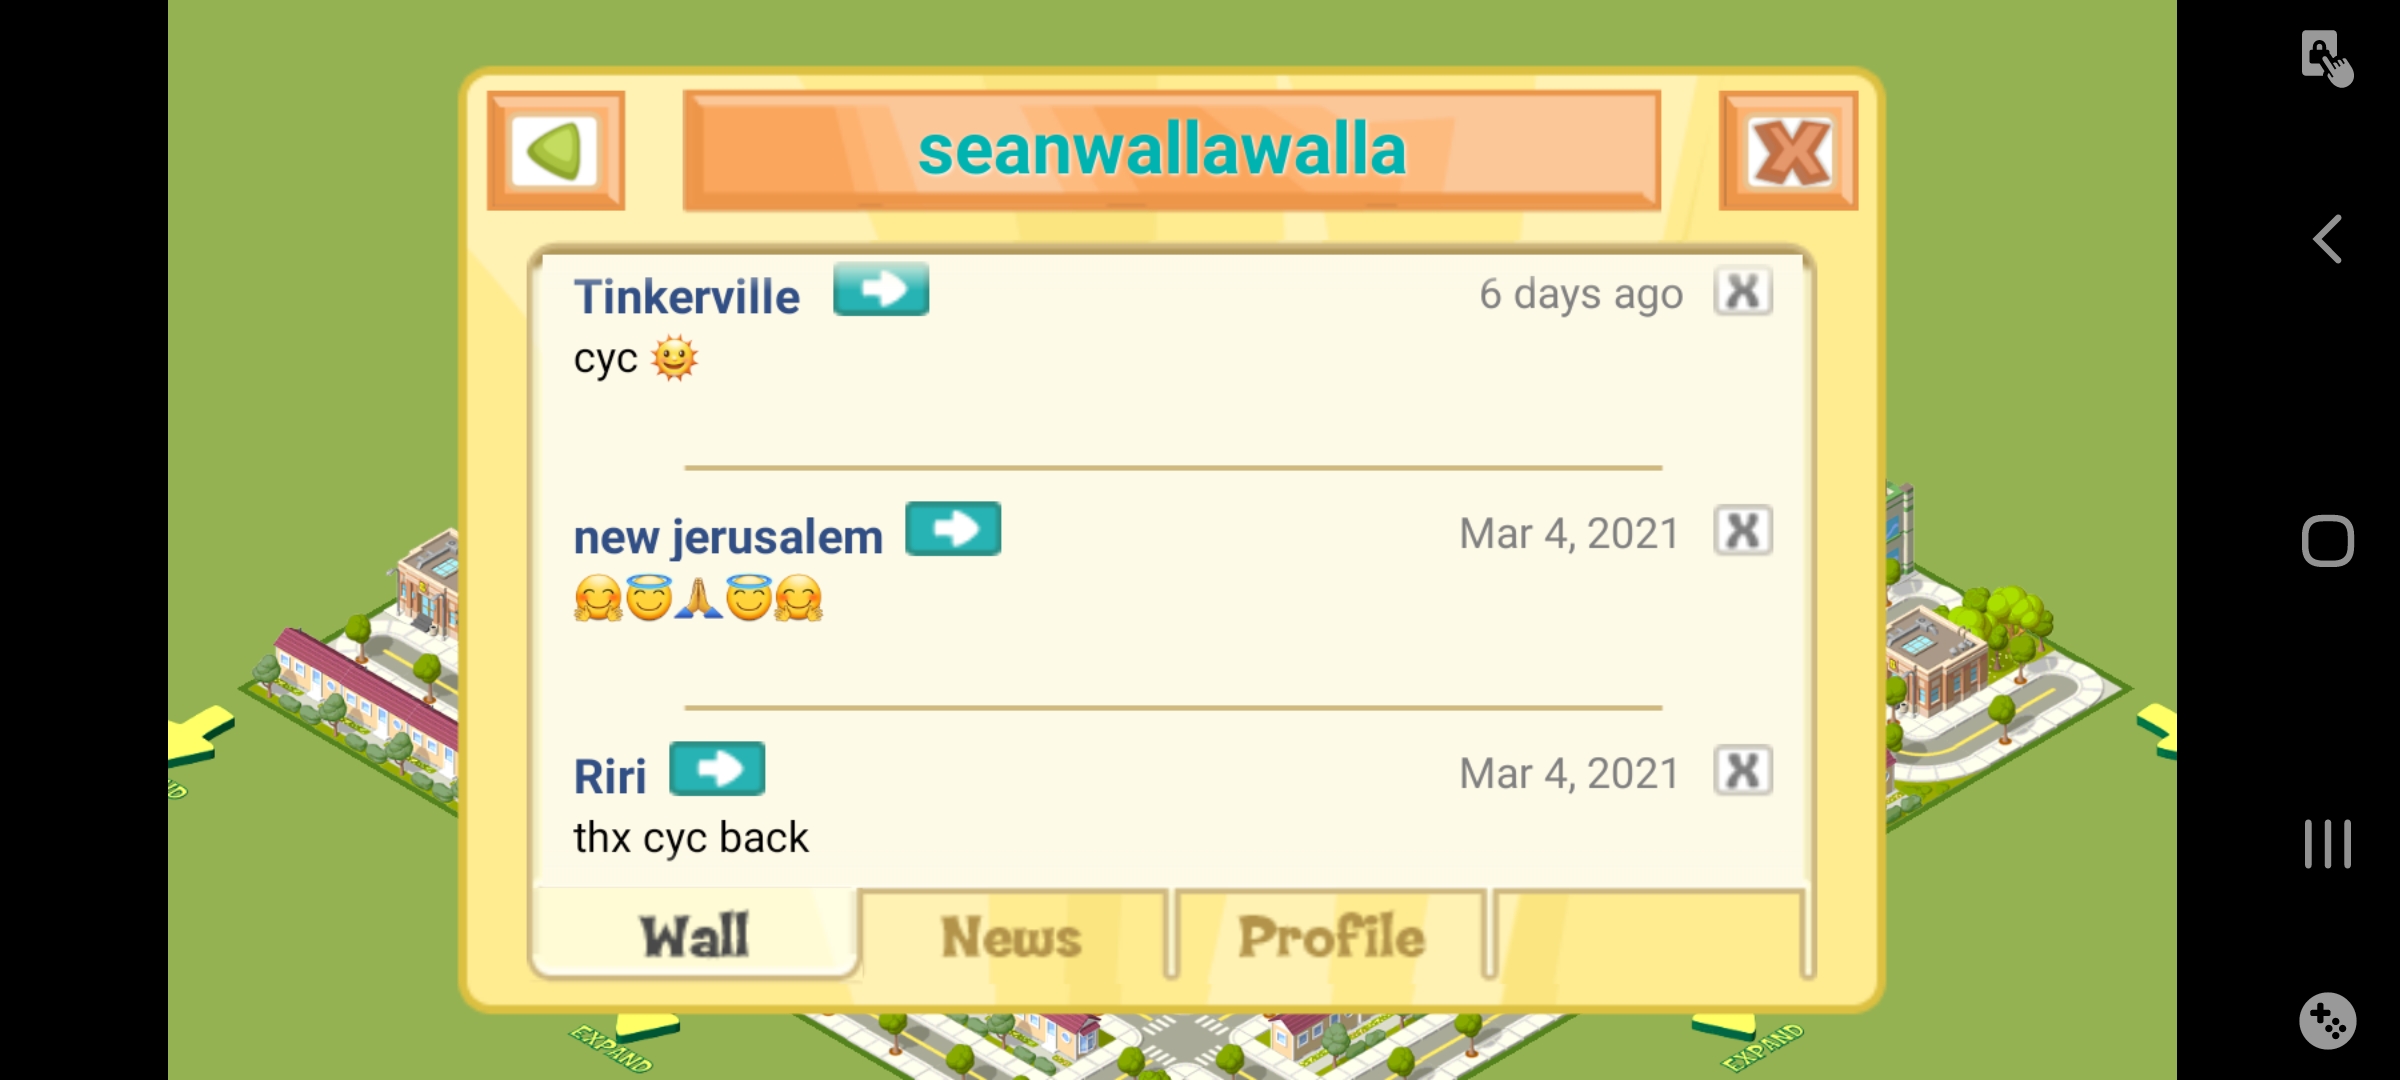 seanwallawalla
Tinkerville
6 days ago
cyc 🌞
new jerusalem
Mar 4, 2021
🤗😇🙏😇🤗
Riri
Mar 4, 2021
thx cyc back
Wall
News
Profile
EXPAND
EXPAND